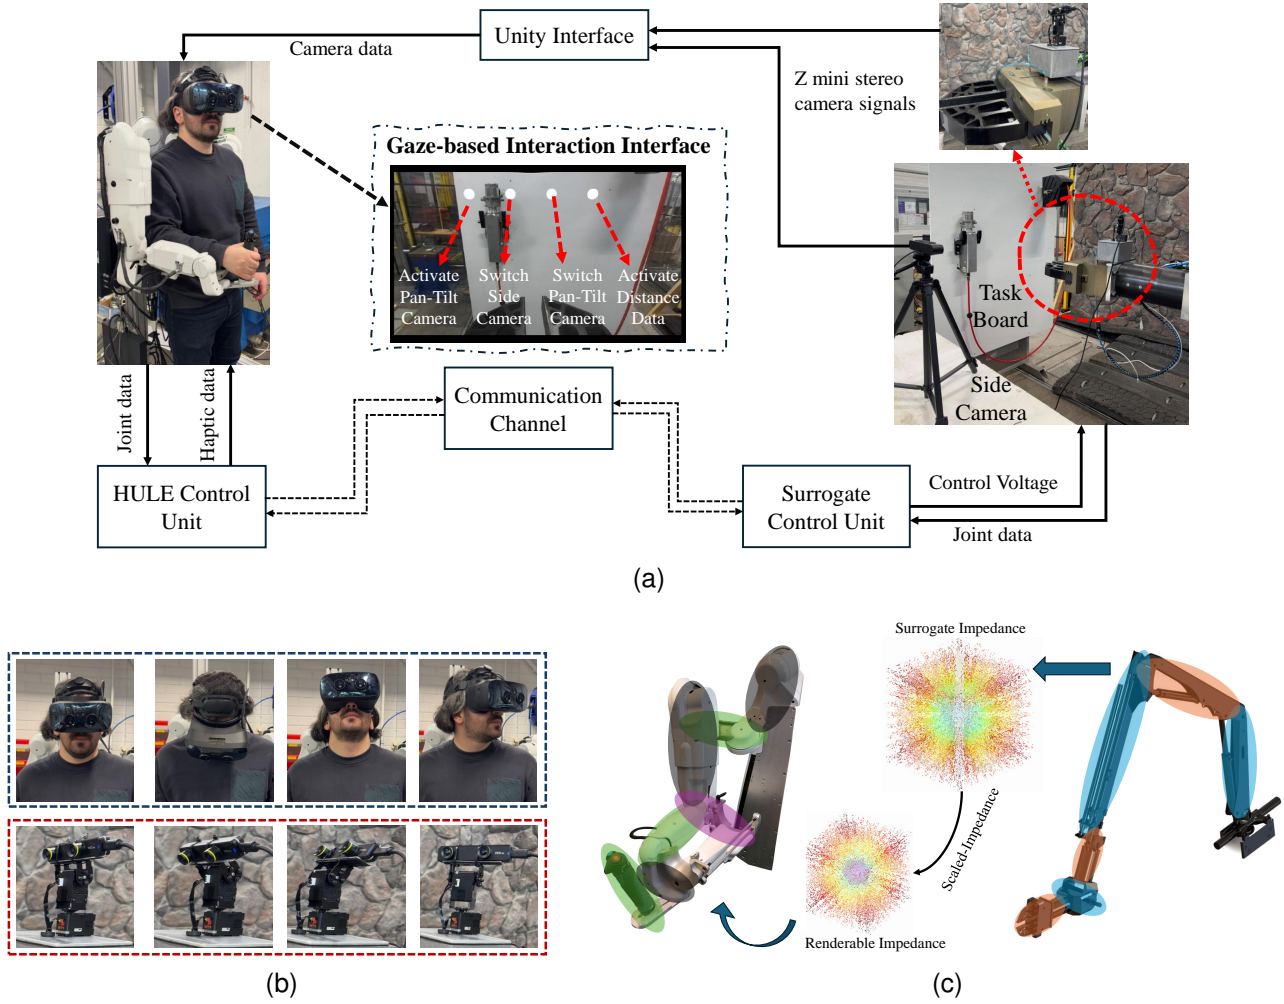 Unity Interface
Camera data
Z mini stereo
camera signals
Gaze-based Interaction Interface
Activate
Pan-Tilt
Camera
Switch
Side
Camera
Switch
Pan-Tilt
Camera
Activate
Distance
Data
Task
Board
Side
Camera
Joint data
Haptic data
Communication
Channel
HULE Control
Unit
Surrogate
Control Unit
Control Voltage
Joint data
(a)
Surrogate Impedance
Scaled-Impedance
Renderable Impedance
(b)
(c)